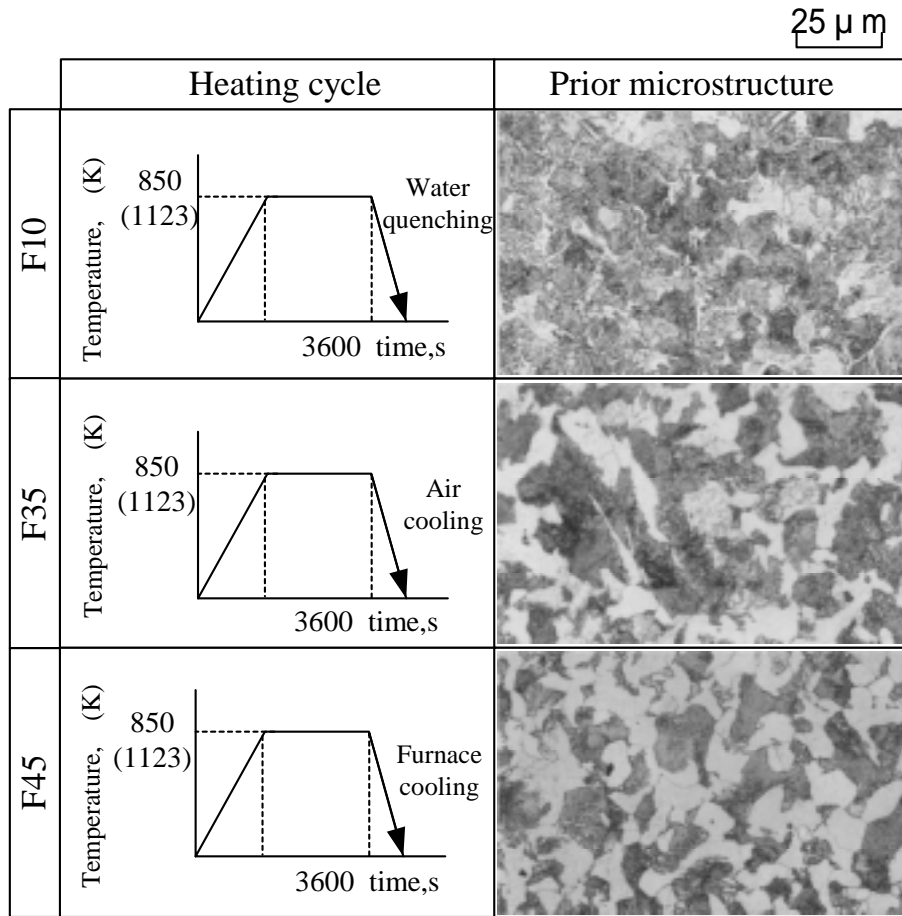 25 μ m
Heating cycle
Prior microstructure
F10
Temperature, (K)
850
(1123)
Water
quenching
3600 time,s
F35
Temperature, (K)
850
(1123)
Air
cooling
3600 time,s
F45
Temperature, (K)
850
(1123)
Furnace
cooling
3600 time,s